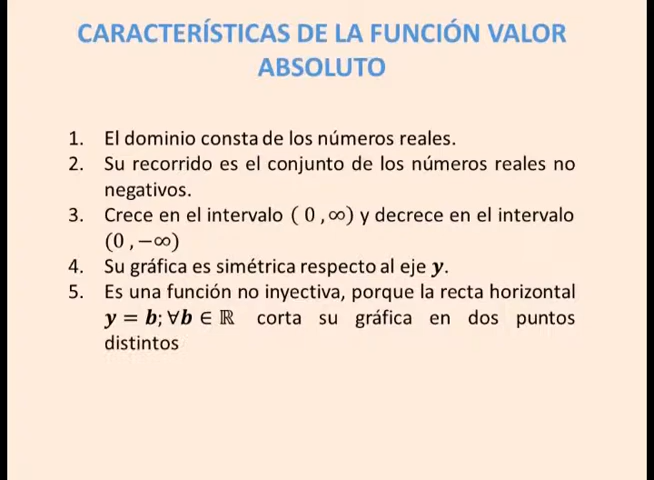 CARACTERÍSTICAS DE LA FUNCIÓN VALOR
ABSOLUTO
1. El dominio consta de los números reales.
2. Su recorrido es el conjunto de los números reales no
negativos.
3. Crece en el intervalo ( 0 , ∞) y decrece en el intervalo
(0 , −∞)
4. Su gráfica es simétrica respecto al eje y.
5. Es una función no inyectiva, porque la recta horizontal
y = b; ∀b ∈ ℝ corta su gráfica en dos puntos
distintos